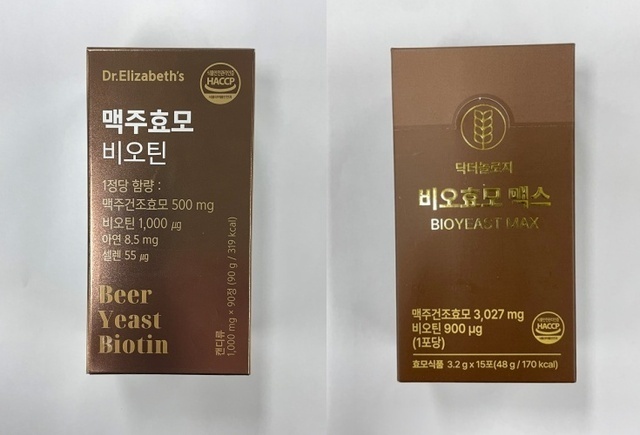 Dr.Elizabeth's
HACCP
맥주효모
비오틴
1정당 함량 :
맥주건조효모 500 mg
비오틴 1,000 ㎍
아연 8.5 mg
셀렌 55 ㎍
Beer
Yeast
Biotin
캔디류
1,000 mg × 90정 (90 g / 319 kcal)
닥터놀로지
비오효모 맥스
BIOYEAST MAX
맥주건조효모 3,027 mg
비오틴 900 μg
(1포당)
HACCP
효모식품 3.2 g x 15포(48 g / 170 kcal)